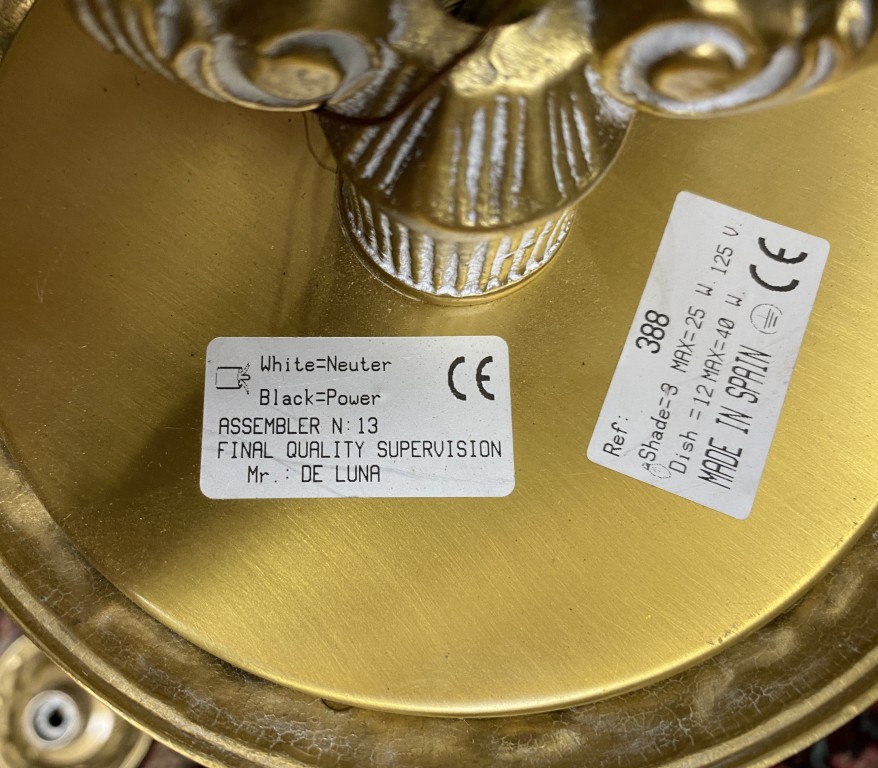 White=Neuter
Black=Power
CE
ASSEMBLER N:13
FINAL QUALITY SUPERVISION
Mr.: DE LUNA
Ref: 388
Shade=3 MAX=25 W. 125 V.
Dish =12 MAX=40 W.
MADE IN SPAIN
CE